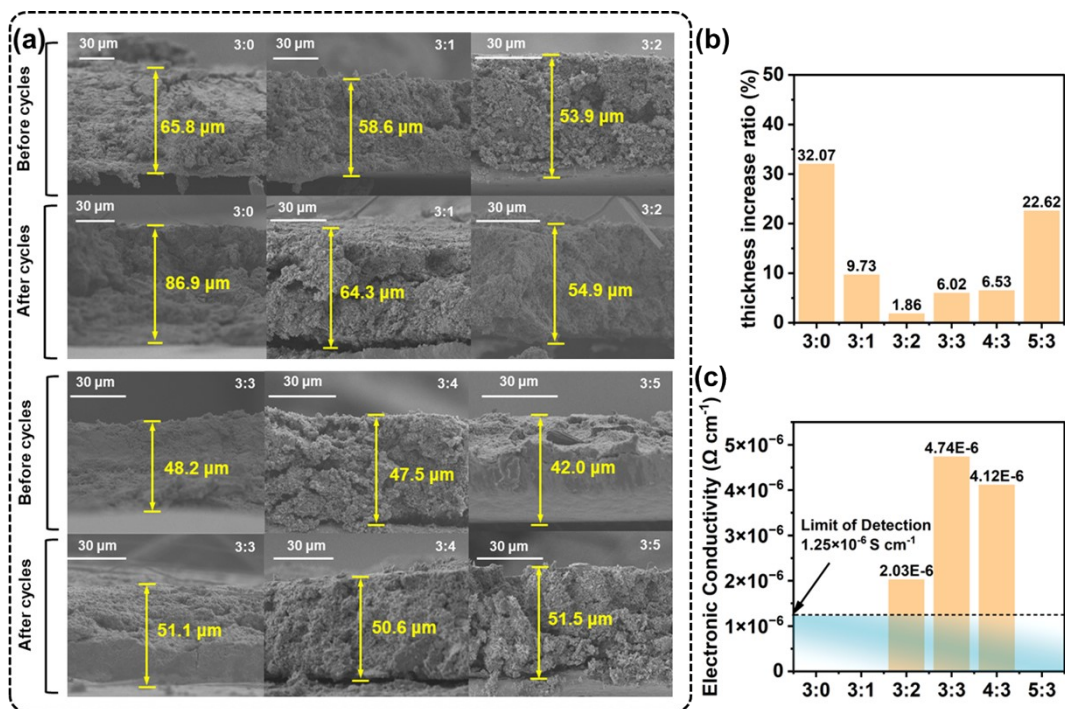 (a)
Before cycles
30 µm 3:0
65.8 µm
30 µm 3:1
58.6 µm
30 µm 3:2
53.9 µm
After cycles
30 µm 3:0
86.9 µm
30 µm 3:1
64.3 µm
30 µm 3:2
54.9 µm
Before cycles
30 µm 3:3
48.2 µm
30 µm 3:4
47.5 µm
30 µm 3:5
42.0 µm
After cycles
30 µm 3:3
51.1 µm
30 µm 3:4
50.6 µm
30 µm 3:5
51.5 µm
(b)
thickness increase ratio (%)
50
40
30
20
10
0
32.07
9.73
1.86
6.02
6.53
22.62
3:0 3:1 3:2 3:3 4:3 5:3
(c)
Electronic Conductivity (Ω cm⁻¹)
5×10⁻⁶
4×10⁻⁶
3×10⁻⁶
2×10⁻⁶
1×10⁻⁶
0
Limit of Detection
1.25×10⁻⁶ S cm⁻¹
2.03E-6
4.74E-6
4.12E-6
3:0 3:1 3:2 3:3 4:3 5:3